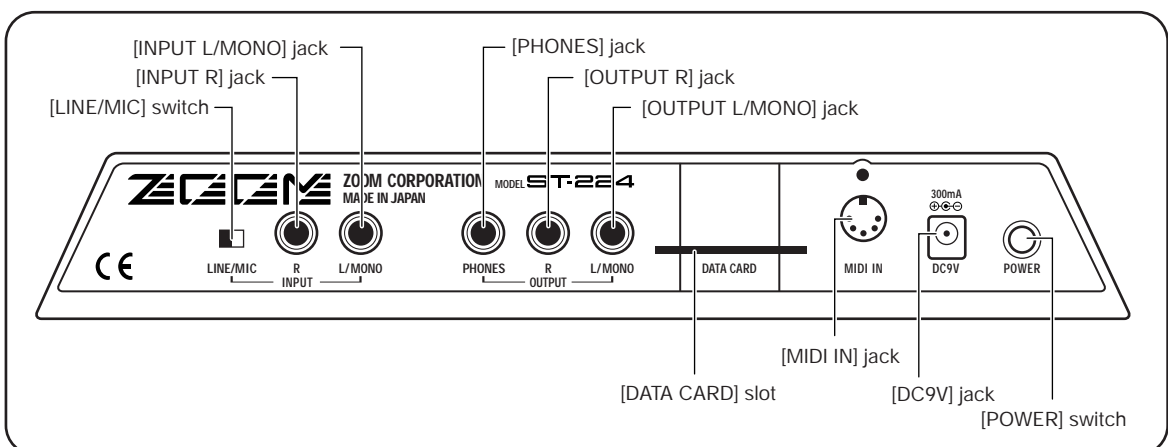 [INPUT L/MONO] jack
[INPUT R] jack
[LINE/MIC] switch
[PHONES] jack
[OUTPUT R] jack
[OUTPUT L/MONO] jack
ZOOM
ZOOM CORPORATION
MADE IN JAPAN
MODEL ST-224
CE
LINE/MIC
R
L/MONO
INPUT
PHONES
R
L/MONO
OUTPUT
DATA CARD
MIDI IN
300mA
DC9V
POWER
[MIDI IN] jack
[DATA CARD] slot
[DC9V] jack
[POWER] switch